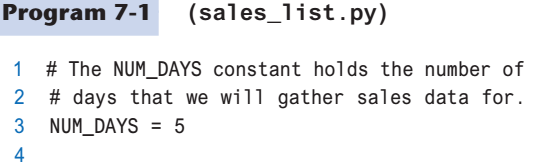 Program 7-1 (sales_list.py)
1 # The NUM_DAYS constant holds the number of
2 # days that we will gather sales data for.
3 NUM_DAYS = 5
4